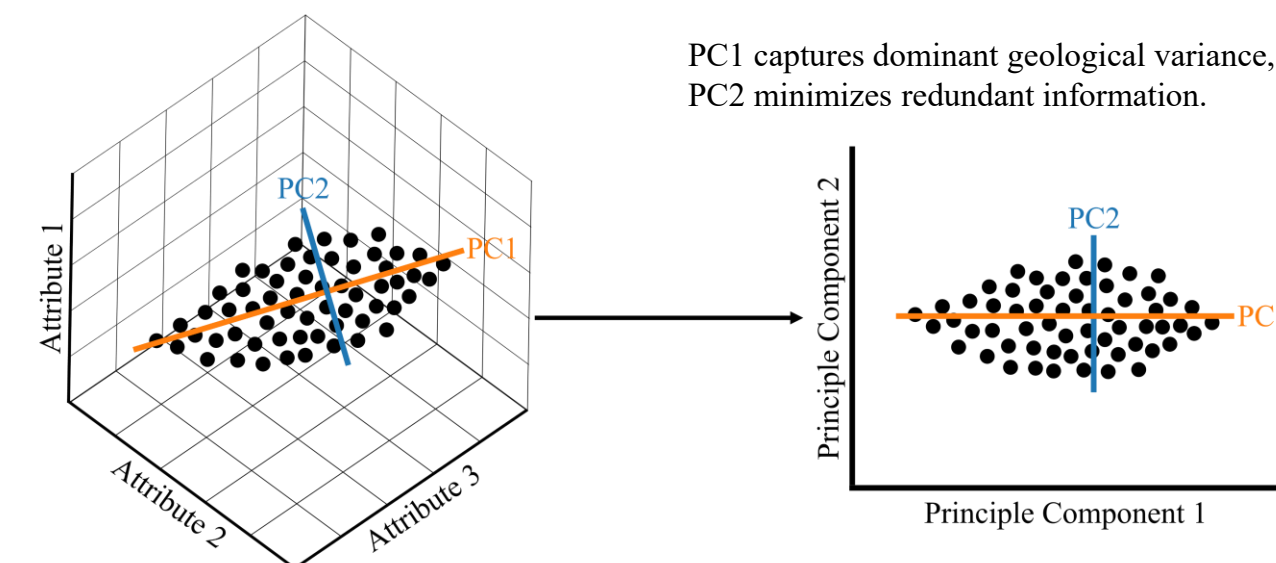 PC1 captures dominant geological variance,
PC2 minimizes redundant information.
PC2
PC1
Attribute 1
Attribute 2
Attribute 3
PC2
PC
Principle Component 2
Principle Component 1